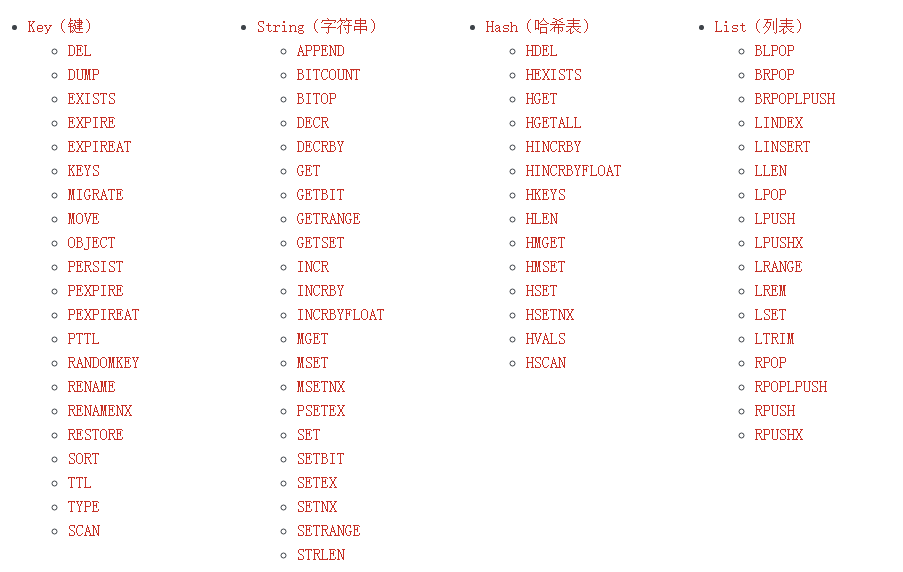 Key（键）
DEL
DUMP
EXISTS
EXPIRE
EXPIREAT
KEYS
MIGRATE
MOVE
OBJECT
PERSIST
PEXPIRE
PEXPIREAT
PTTL
RANDOMKEY
RENAME
RENAMENX
RESTORE
SORT
TTL
TYPE
SCAN
String（字符串）
APPEND
BITCOUNT
BITOP
DECR
DECRBY
GET
GETBIT
GETRANGE
GETSET
INCR
INCRBY
INCRBYFLOAT
MGET
MSET
MSETNX
PSETEX
SET
SETBIT
SETEX
SETNX
SETRANGE
STRLEN
Hash（哈希表）
HDEL
HEXISTS
HGET
HGETALL
HINCRBY
HINCRBYFLOAT
HKEYS
HLEN
HMGET
HMSET
HSET
HSETNX
HVALS
HSCAN
List（列表）
BLPOP
BRPOP
BRPOPLPUSH
LINDEX
LINSERT
LLEN
LPOP
LPUSH
LPUSHX
LRANGE
LREM
LSET
LTRIM
RPOP
RPOPLPUSH
RPUSH
RPUSHX